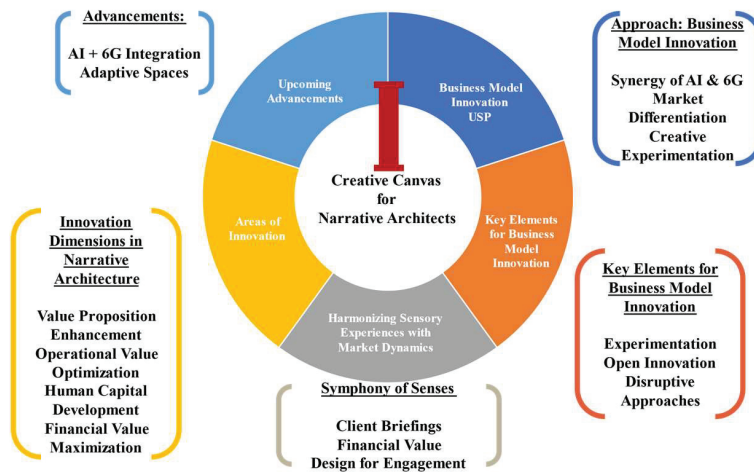 Advancements:
AI + 6G Integration
Adaptive Spaces
Approach: Business
Model Innovation
Synergy of AI & 6G
Market
Differentiation
Creative
Experimentation
Upcoming
Advancements
Business Model
Innovation
USP
Creative Canvas
for
Narrative Architects
Areas of
Innovation
Key Elements
for Business
Model
Innovation
Harmonizing Sensory
Experiences with
Market Dynamics
Innovation
Dimensions in
Narrative
Architecture
Value Proposition
Enhancement
Operational Value
Optimization
Human Capital
Development
Financial Value
Maximization
Key Elements for
Business Model
Innovation
Experimentation
Open Innovation
Disruptive
Approaches
Symphony of Senses
Client Briefings
Financial Value
Design for Engagement